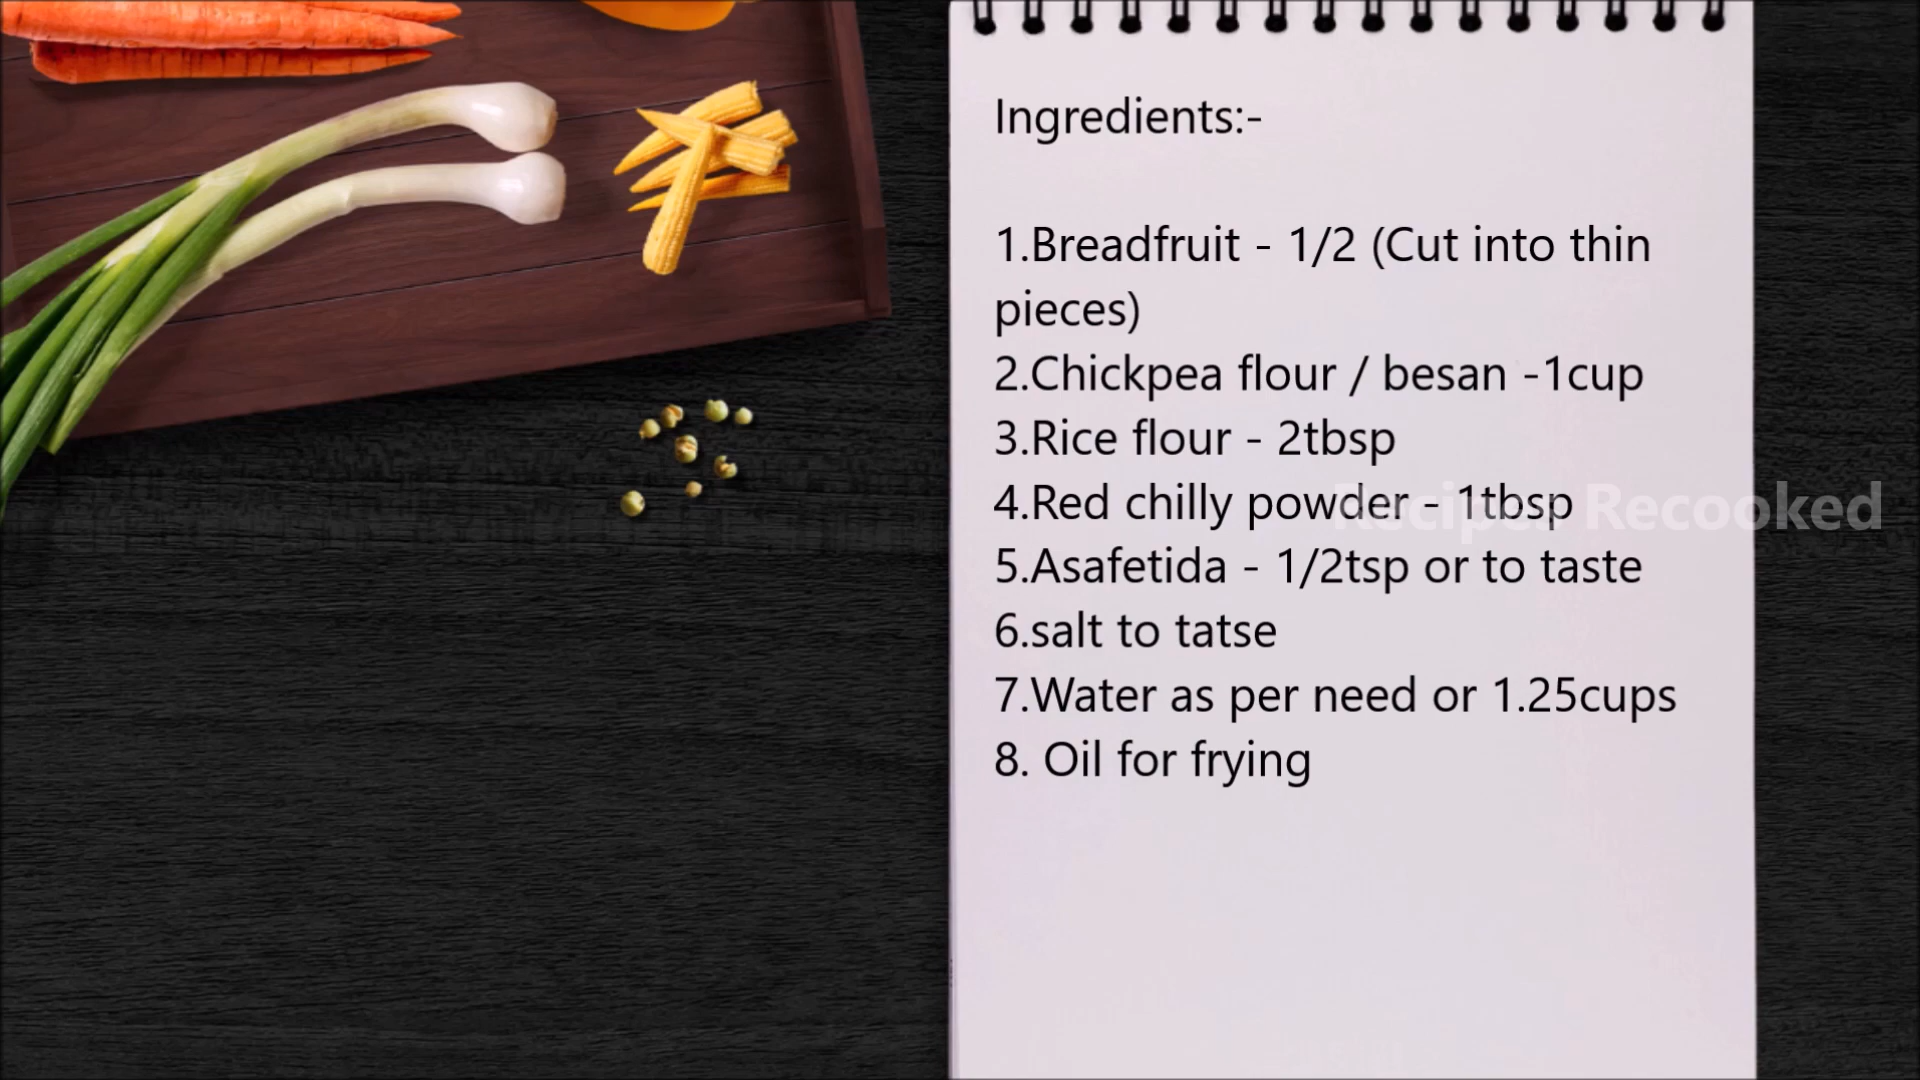 Ingredients:-
1.Breadfruit - 1/2 (Cut into thin
pieces)
2.Chickpea flour / besan -1cup
3.Rice flour - 2tbsp
4.Red chilly powder - 1tbsp
Recipes Recooked
5.Asafetida - 1/2tsp or to taste
6.salt to tatse
7.Water as per need or 1.25cups
8. Oil for frying